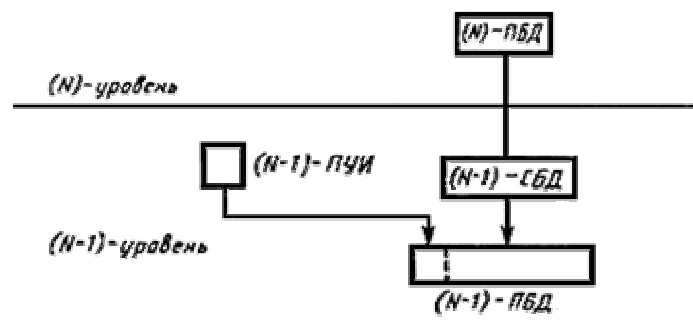 (N)-ПБД
(N)-уровень
(N-1)-ПУИ
(N-1)-СБД
(N-1)-уровень
(N-1)-ПБД